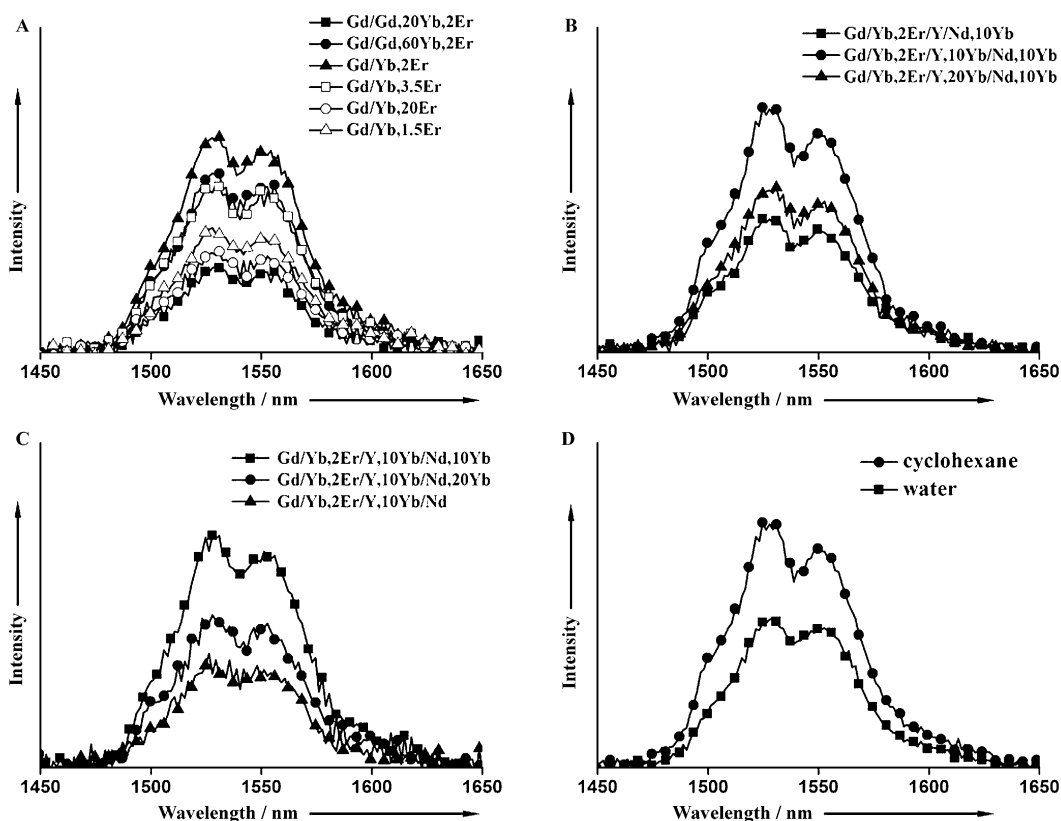 A
Gd/Gd,20Yb,2Er
Gd/Gd,60Yb,2Er
Gd/Yb,2Er
Gd/Yb,3.5Er
Gd/Yb,20Er
Gd/Yb,1.5Er
Intensity
1450 1500 1550 1600 1650
Wavelength / nm
B
Gd/Yb,2Er/Y/Nd,10Yb
Gd/Yb,2Er/Y,10Yb/Nd,10Yb
Gd/Yb,2Er/Y,20Yb/Nd,10Yb
Intensity
1450 1500 1550 1600 1650
Wavelength / nm
C
Gd/Yb,2Er/Y,10Yb/Nd,10Yb
Gd/Yb,2Er/Y,10Yb/Nd,20Yb
Gd/Yb,2Er/Y,10Yb/Nd
Intensity
1450 1500 1550 1600 1650
Wavelength / nm
D
cyclohexane
water
Intensity
1450 1500 1550 1600 1650
Wavelength / nm